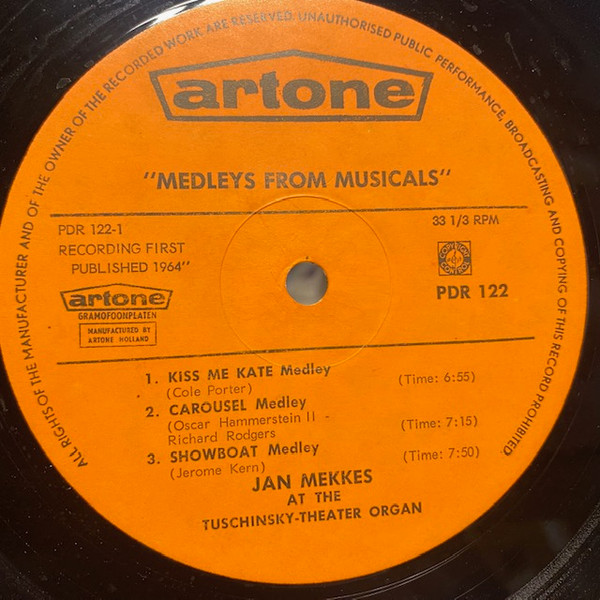 ALL RIGHTS OF THE MANUFACTURER AND OF THE OWNER OF THE RECORDED WORK ARE RESERVED. UNAUTHORISED PUBLIC PERFORMANCE, BROADCASTING AND COPYING OF THIS RECORD PROHIBITED.
artone
"MEDLEYS FROM MUSICALS"
PDR 122-1
33 1/3 RPM
RECORDING FIRST
PUBLISHED 1964"
PDR 122
artone
GRAMOFOONPLATEN
MANUFACTURED BY
ARTONE HOLLAND
1. KISS ME KATE Medley (Time: 6:55)
(Cole Porter)
2. CAROUSEL Medley
(Oscar Hammerstein II - (Time: 7:15)
Richard Rodgers
3. SHOWBOAT Medley (Time: 7:50)
(Jerome Kern)
JAN MEKKES
AT THE
TUSCHINSKY-THEATER ORGAN